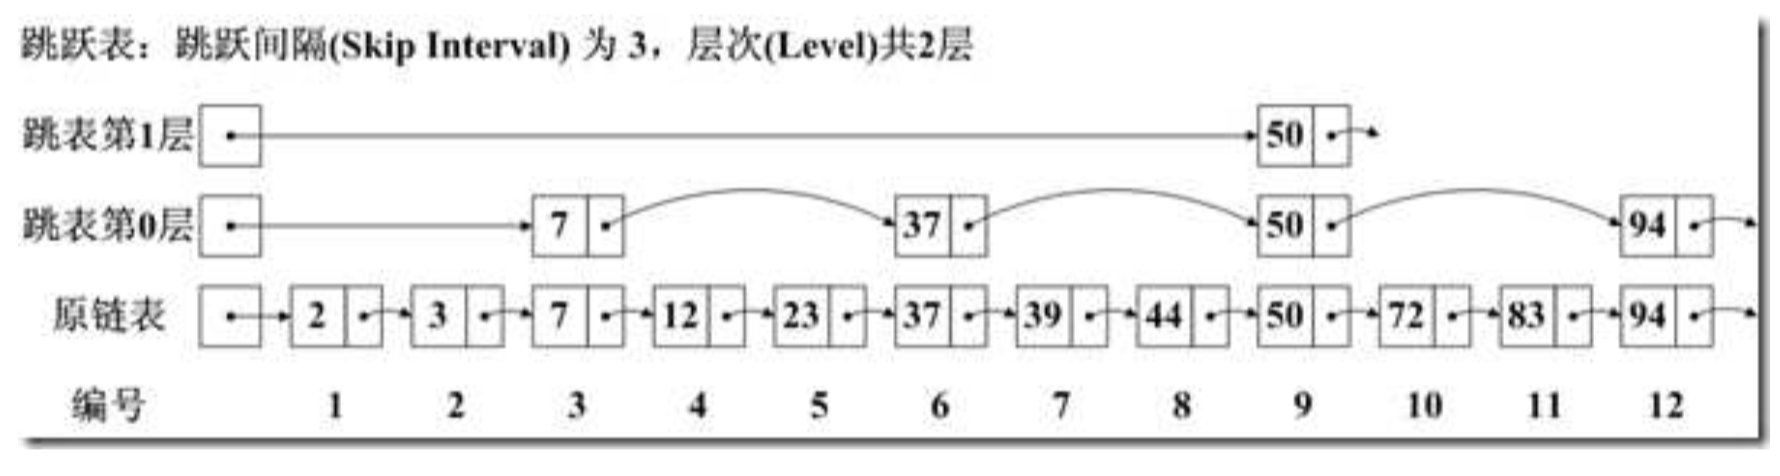 跳跃表：跳跃间隔(Skip Interval) 为 3，层次(Level)共2层
跳表第1层 50
跳表第0层 7 37 50 94
原链表 2 3 7 12 23 37 39 44 50 72 83 94
编号 1 2 3 4 5 6 7 8 9 10 11 12